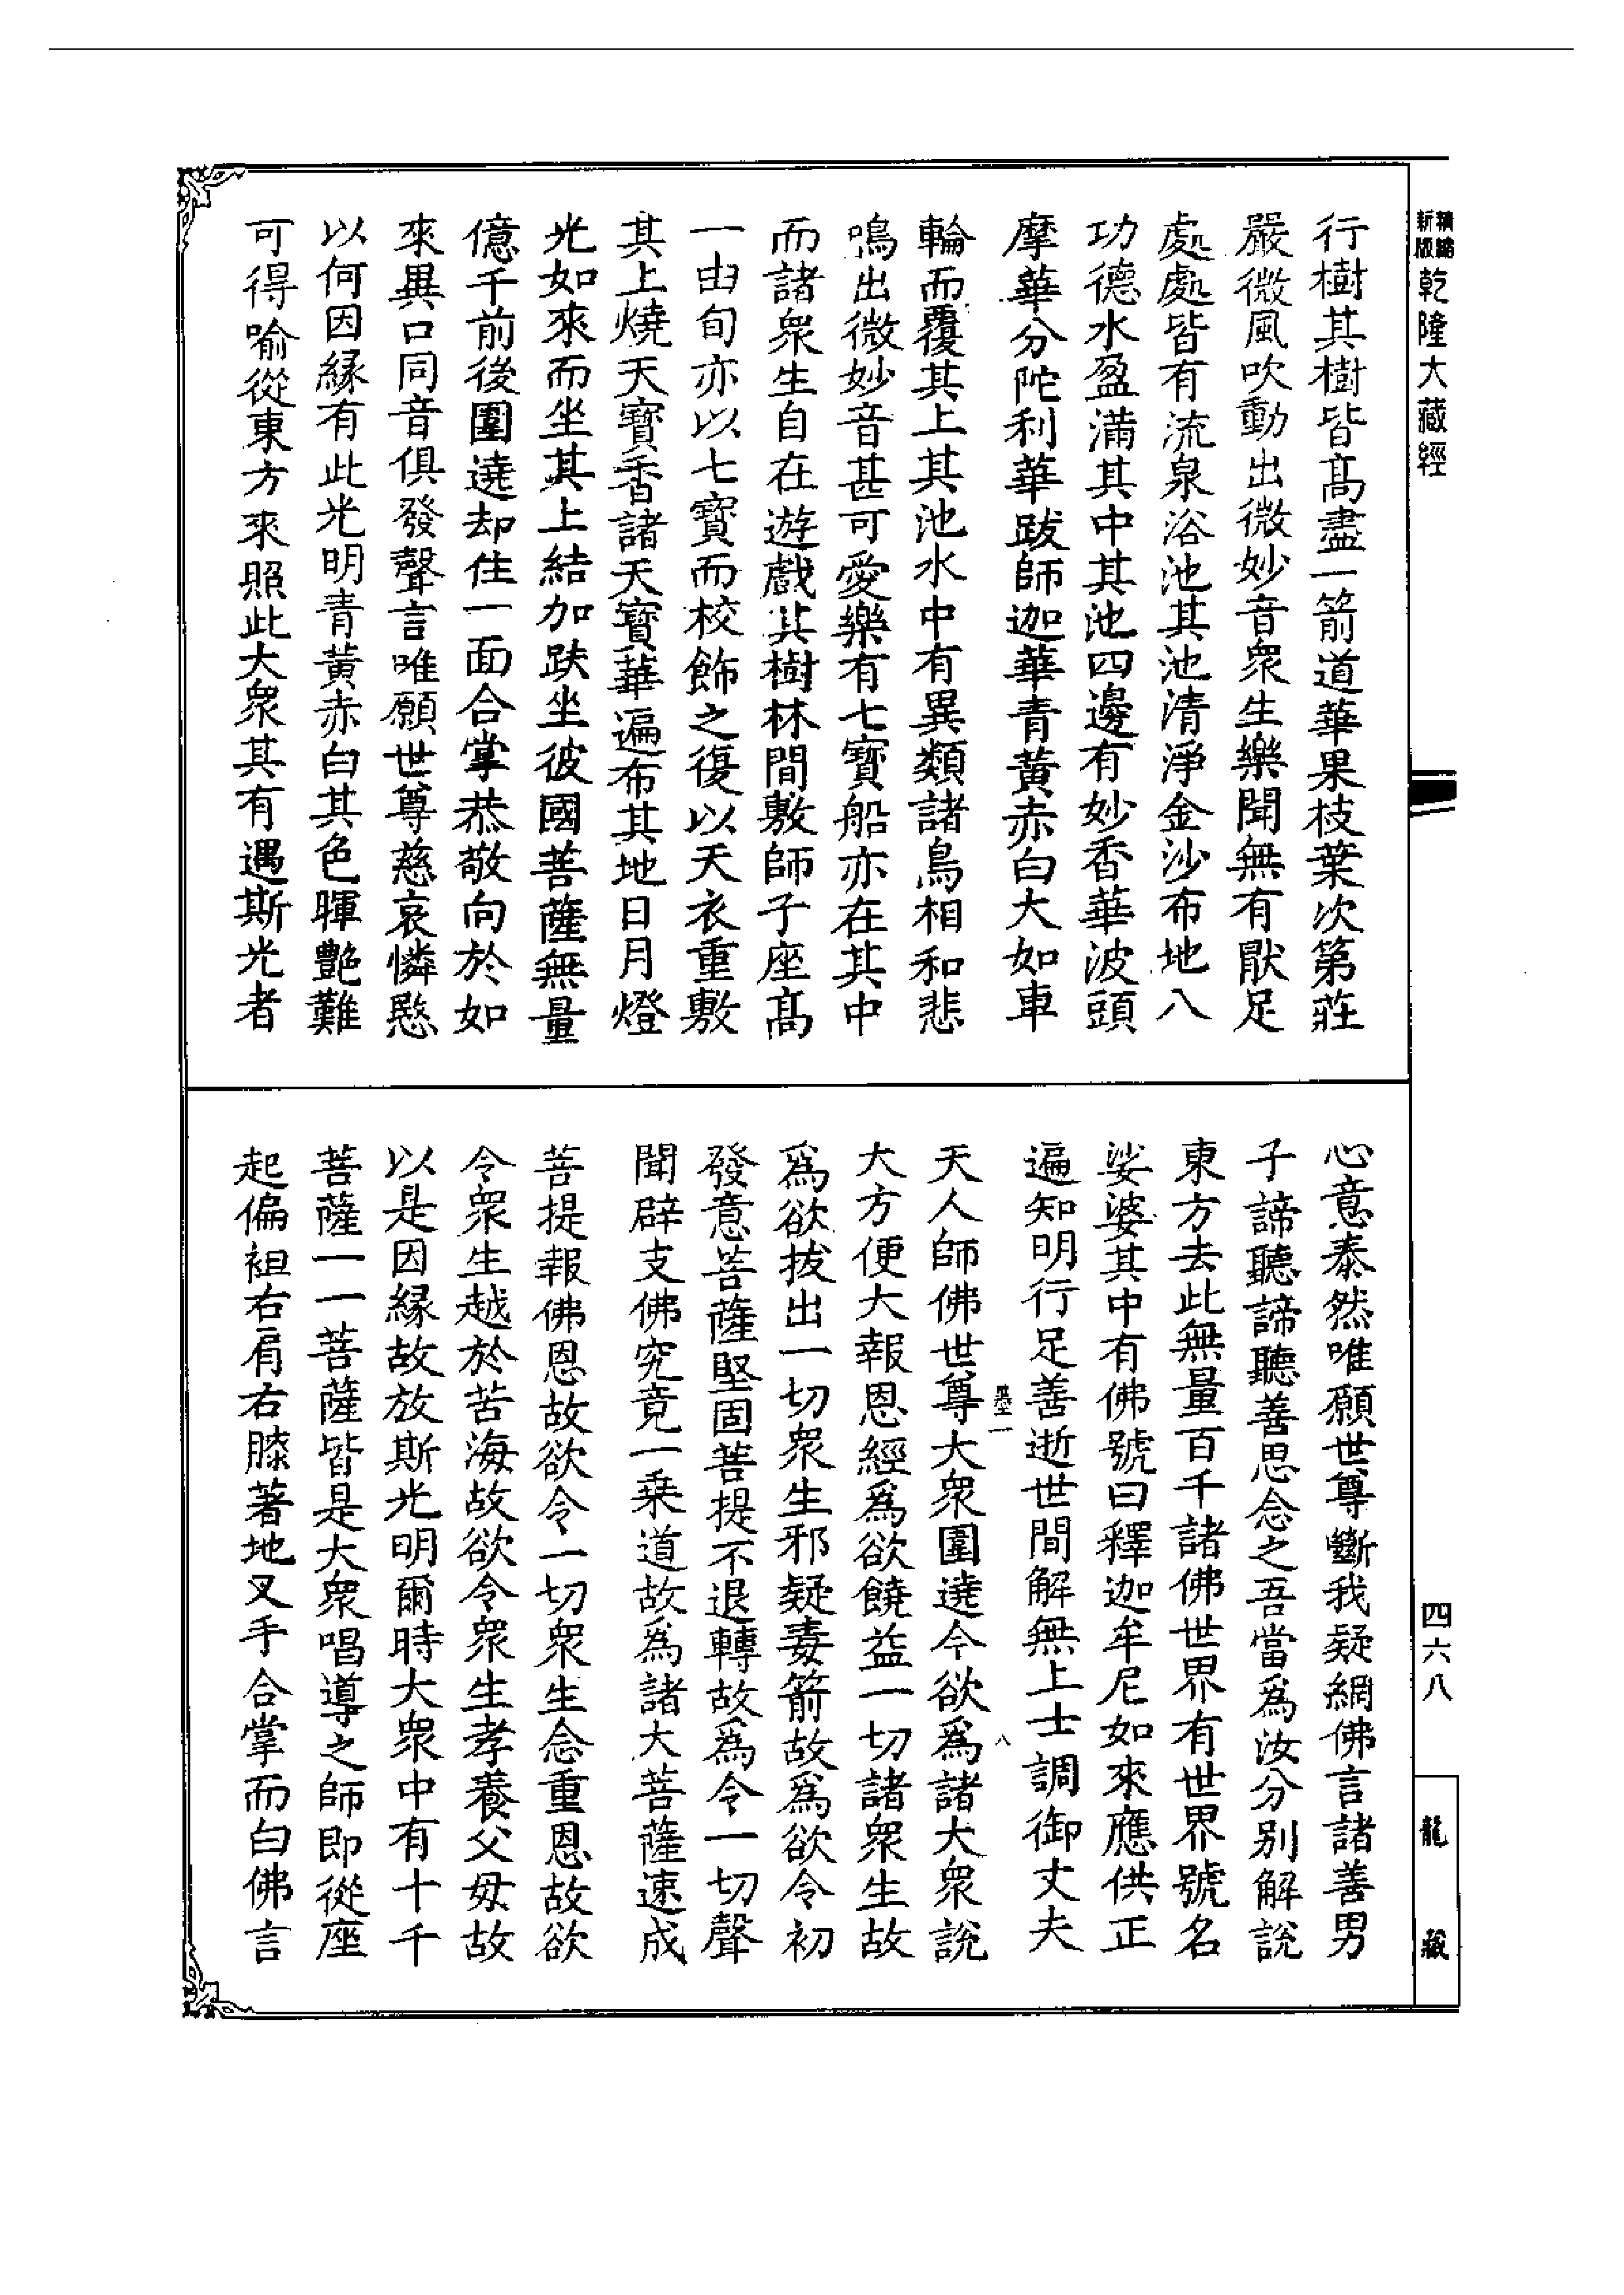 新版精縮乾隆大藏經
行樹其樹皆高盡一箭道華果枝葉次第莊
嚴微風吹動出微妙音眾生樂聞無有厭足
處處皆有流泉浴池其池清淨金沙布地八
功德水盈滿其中其池四邊有妙香華波頭
摩華分陀利華跋師迦華青黃赤白大如車
輪而覆其上其池水中有異類諸鳥相和悲
鳴出微妙音甚可愛樂有七寶船亦在其中
而諸眾生自在遊戲其樹林間敷師子座高
一由旬亦以七寶而校飾之復以天衣重敷
其上燒天寶香諸天寶華遍布其地日月燈
光如來而坐其上結加趺坐彼國菩薩無量
億千前後圍遶却住一面合掌恭敬向於如
來異口同音俱發聲言唯願世尊慈哀憐愍
以何因緣有此光明青黃赤白其色暉艷難
可得喻從東方來照此大眾其有遇斯光者
心意泰然唯願世尊斷我疑網佛言諸善男
子諦聽諦聽善思念之吾當為汝分別解說
東方去此無量百千諸佛世界有世界號名
娑婆其中有佛號曰釋迦牟尼如來應供正
遍知明行足善逝世間解無上士調御丈夫
一 八
天人師佛世尊大眾圍遶今欲為諸大眾說
大方便大報恩經為欲饒益一切諸眾生故
為欲拔出一切眾生邪疑毒箭故為欲令初
發意菩薩堅固菩提不退轉故為令一切聲
聞辟支佛究竟一乘道故為諸大菩薩速成
菩提報佛恩故欲令一切眾生念重恩故欲
令眾生越於苦海故欲令眾生孝養父母故
以是因緣故放斯光明爾時大眾中有十千
菩薩一一菩薩皆是大眾唱導之師即從座
起偏袒右肩右膝著地叉手合掌而白佛言
四六八
龍藏